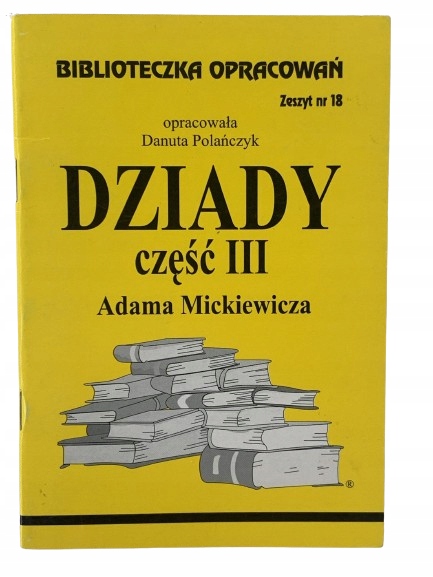 BIBLIOTECZKA OPRACOWAŃ
Zeszyt nr 18
opracowała
Danuta Polańczyk
DZIADY
część III
Adama Mickiewicza
®